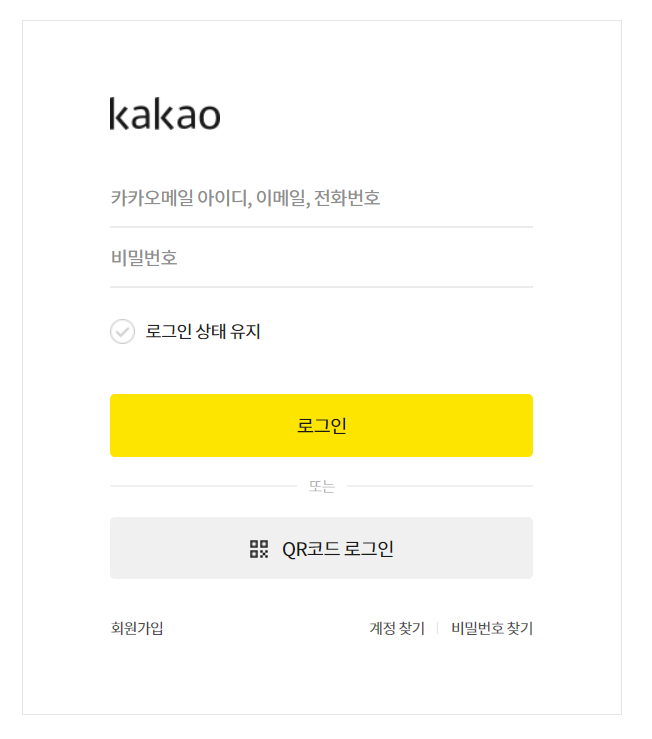 kakao
카카오메일 아이디, 이메일, 전화번호
비밀번호
로그인 상태 유지
로그인
또는
QR코드 로그인
회원가입 계정 찾기 비밀번호 찾기